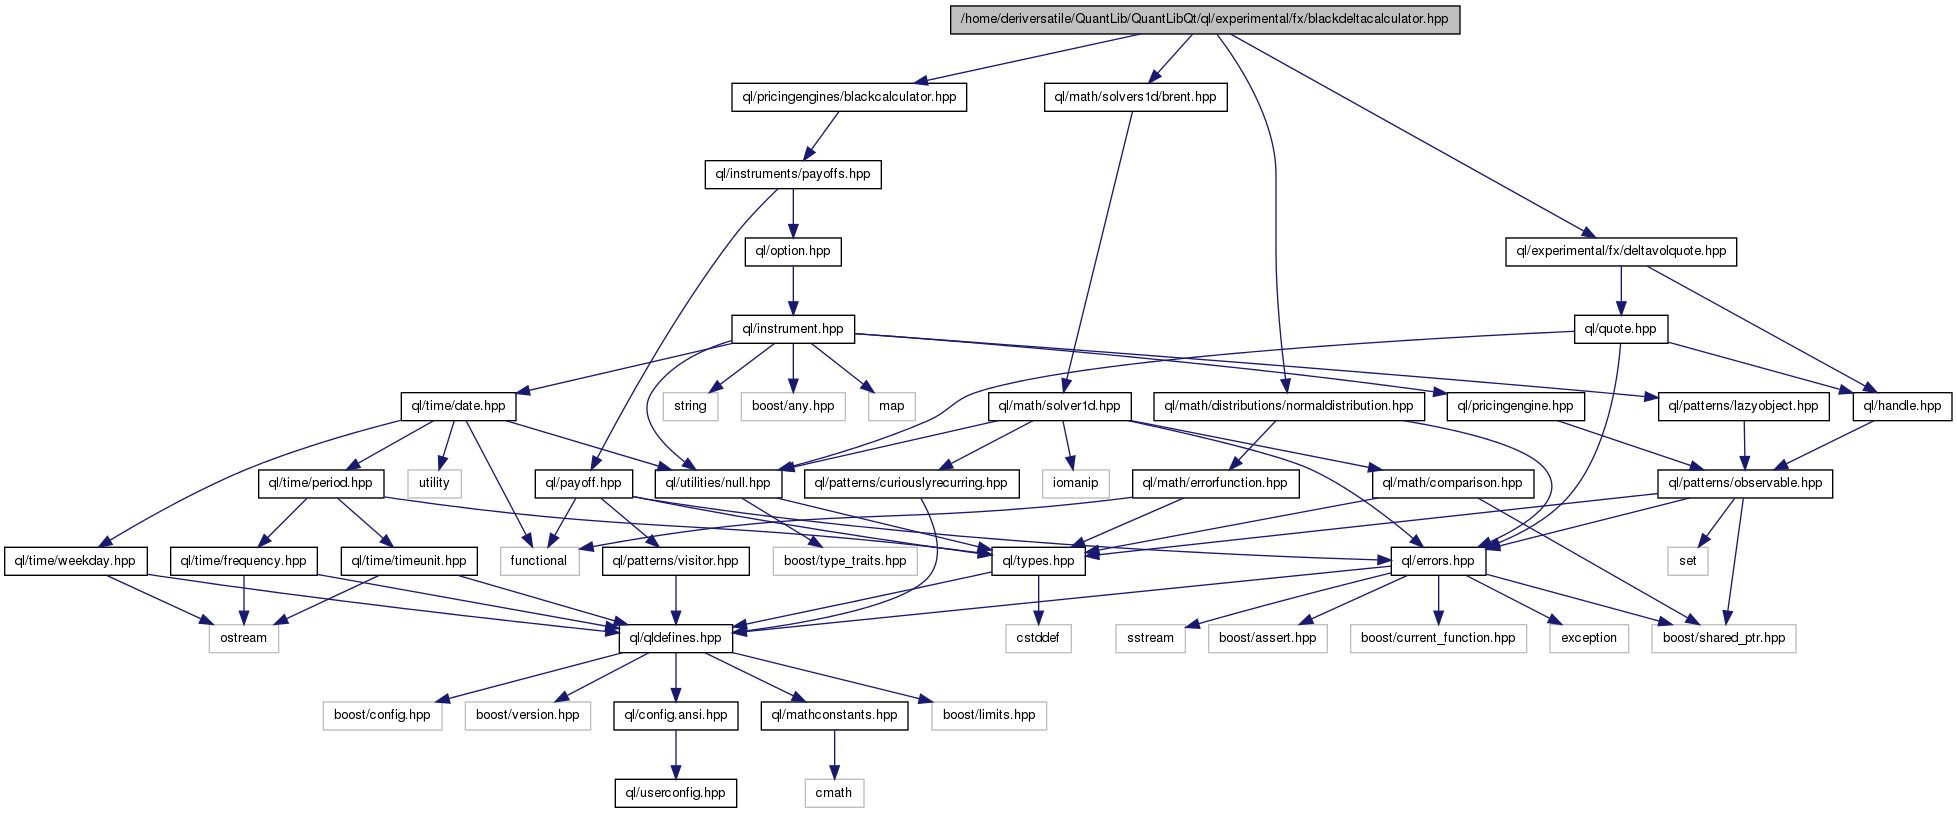 /home/deriversatile/QuantLib/QuantLibQt/ql/experimental/fx/blackdeltacalculator.hpp
ql/pricingengines/blackcalculator.hpp
ql/math/solvers1d/brent.hpp
ql/instruments/payoffs.hpp
ql/option.hpp
ql/experimental/fx/deltavolquote.hpp
ql/instrument.hpp
ql/quote.hpp
ql/time/date.hpp
string
boost/any.hpp
map
ql/math/solver1d.hpp
ql/math/distributions/normaldistribution.hpp
ql/pricingengine.hpp
ql/patterns/lazyobject.hpp
ql/handle.hpp
ql/time/period.hpp
utility
ql/payoff.hpp
ql/utilities/null.hpp
ql/patterns/curiouslyrecurring.hpp
iomanip
ql/math/errorfunction.hpp
ql/math/comparison.hpp
ql/patterns/observable.hpp
ql/time/weekday.hpp
ql/time/frequency.hpp
ql/time/timeunit.hpp
functional
ql/patterns/visitor.hpp
boost/type_traits.hpp
ql/types.hpp
ql/errors.hpp
set
ostream
ql/qldefines.hpp
cstddef
sstream
boost/assert.hpp
boost/current_function.hpp
exception
boost/shared_ptr.hpp
boost/config.hpp
boost/version.hpp
ql/config.ansi.hpp
ql/mathconstants.hpp
boost/limits.hpp
ql/userconfig.hpp
cmath